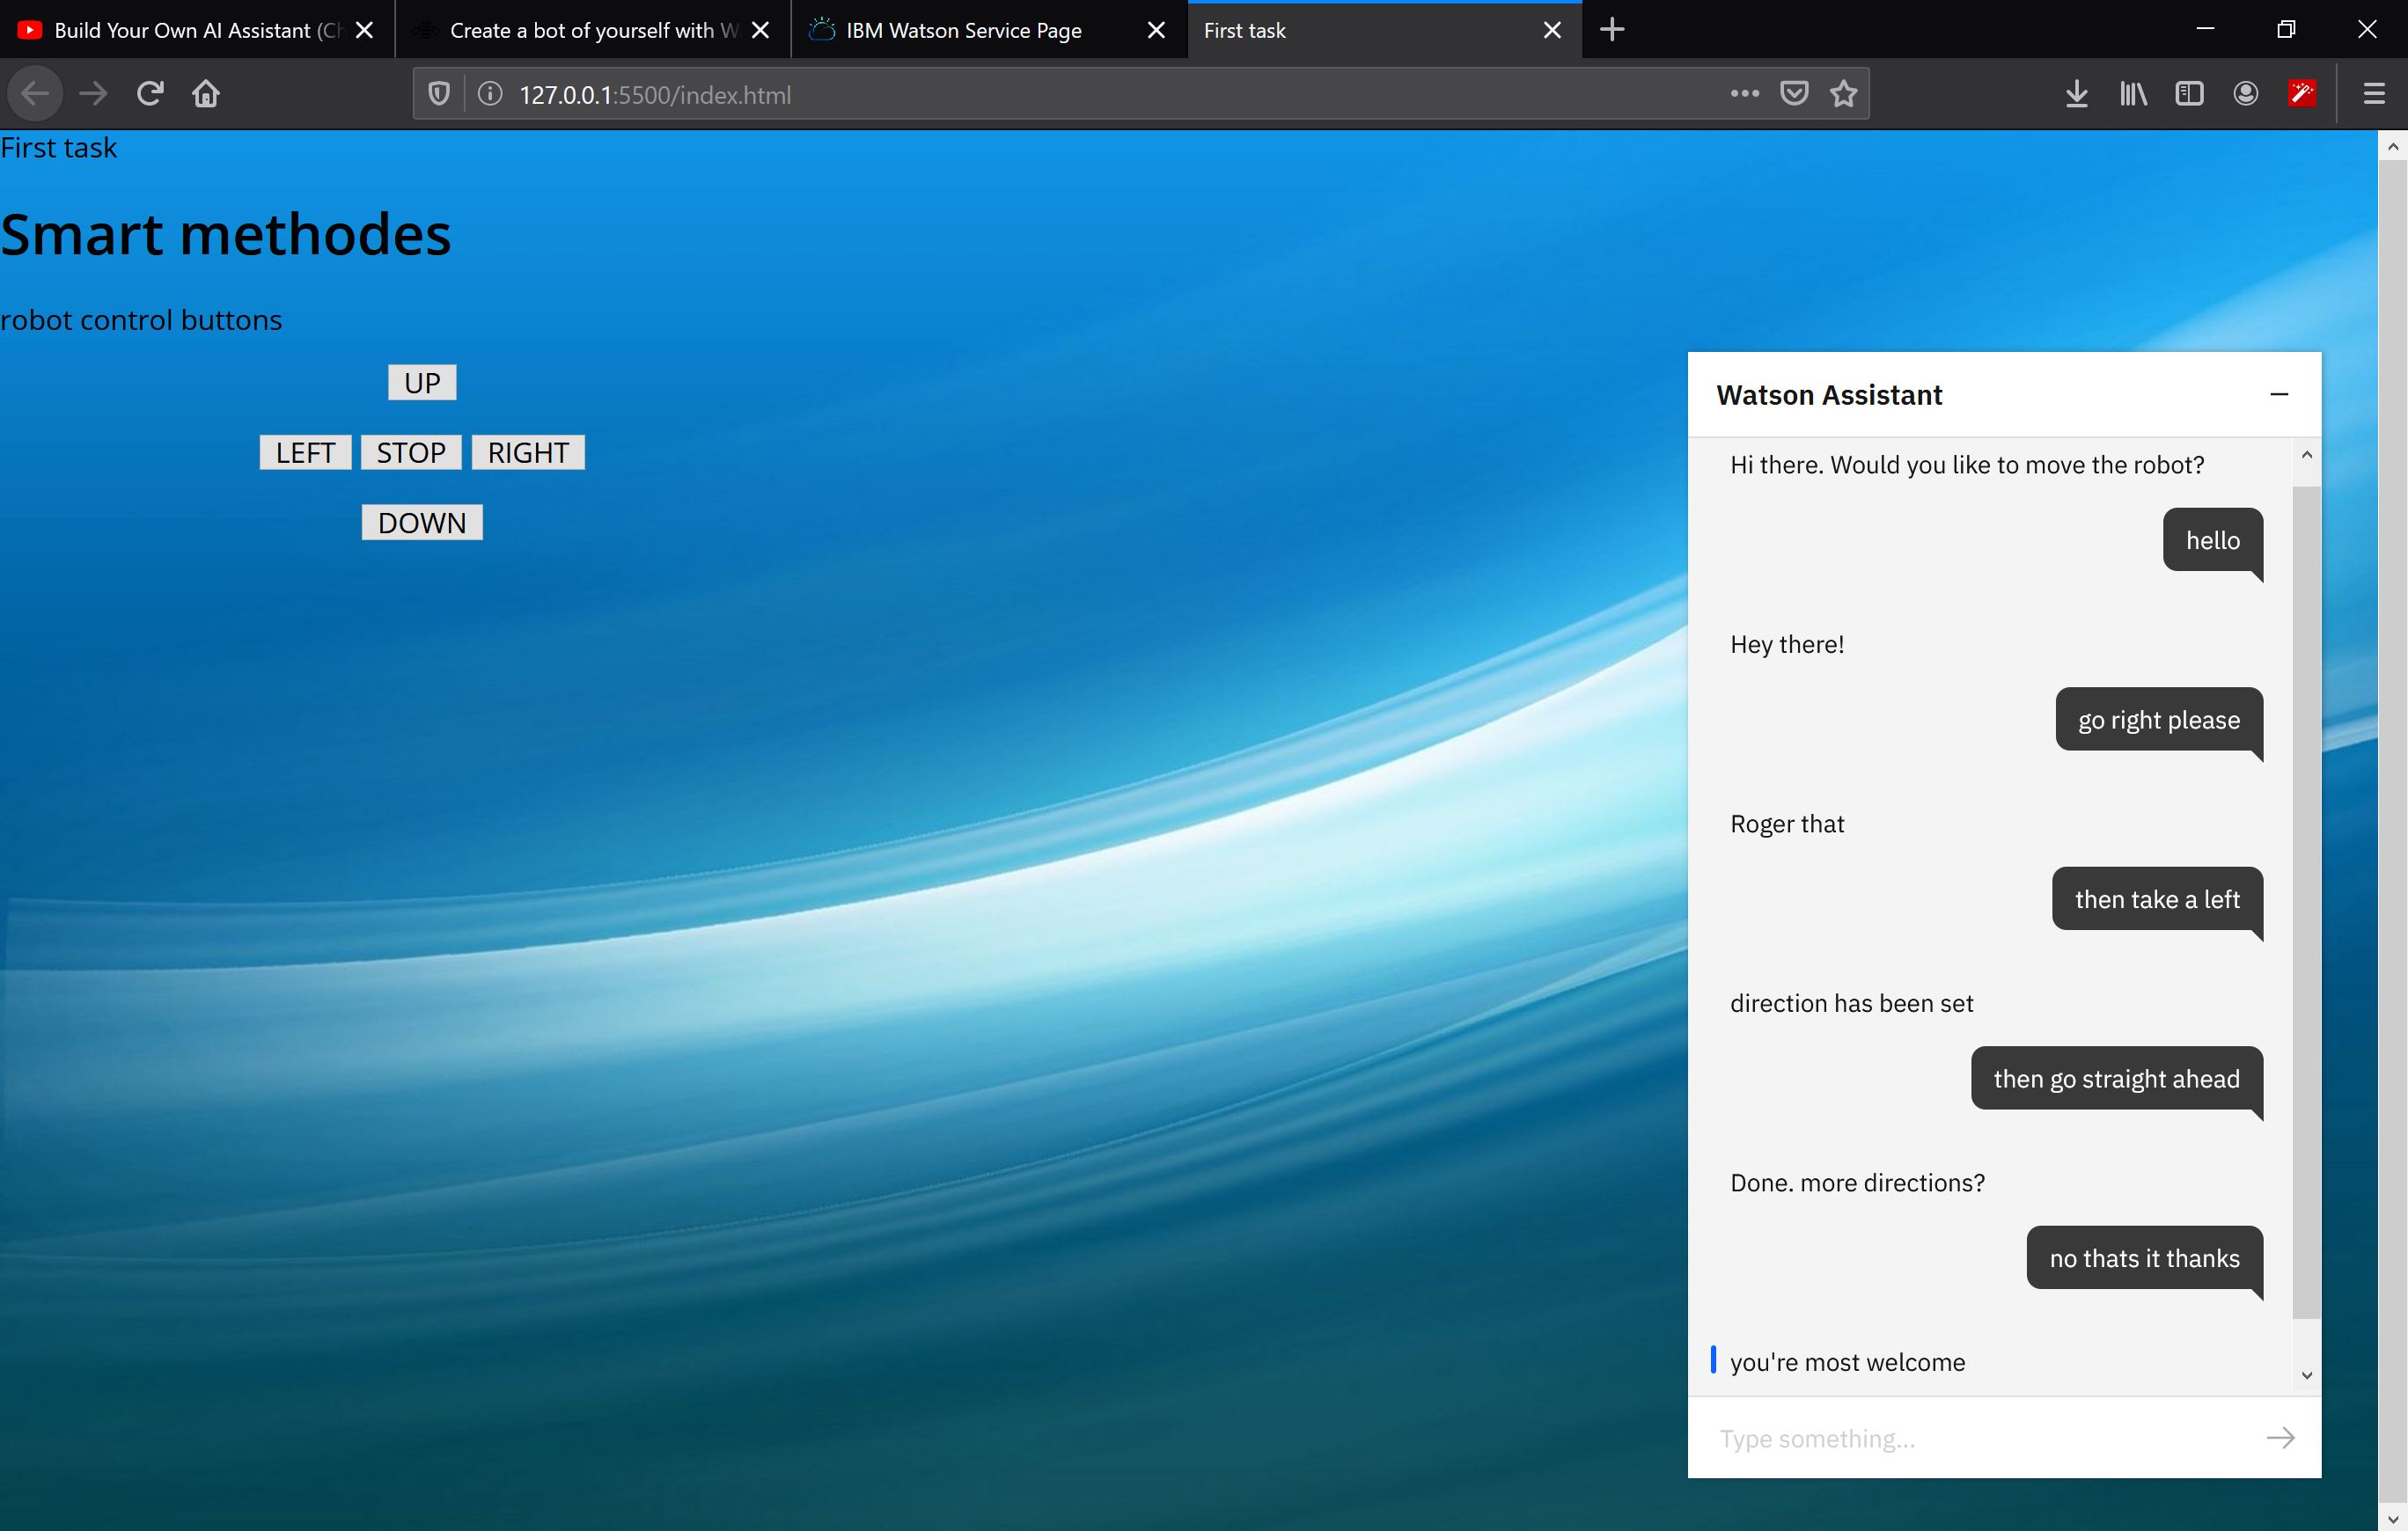 Build Your Own AI Assistant (Ch
Create a bot of yourself with W
IBM Watson Service Page
First task
127.0.0.1:5500/index.html
First task
Smart methodes
robot control buttons
UP
LEFT STOP RIGHT
DOWN
Watson Assistant
Hi there. Would you like to move the robot?
hello
Hey there!
go right please
Roger that
then take a left
direction has been set
then go straight ahead
Done. more directions?
no thats it thanks
you're most welcome
Type something...